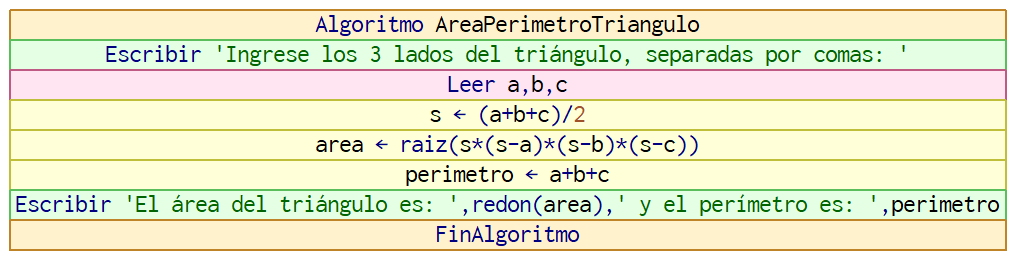 Algoritmo AreaPerimetroTriangulo
Escribir 'Ingrese los 3 lados del triángulo, separadas por comas: '
Leer a,b,c
s ← (a+b+c)/2
area ← raiz(s*(s-a)*(s-b)*(s-c))
perimetro ← a+b+c
Escribir 'El área del triángulo es: ',redon(area),' y el perímetro es: ',perimetro
FinAlgoritmo